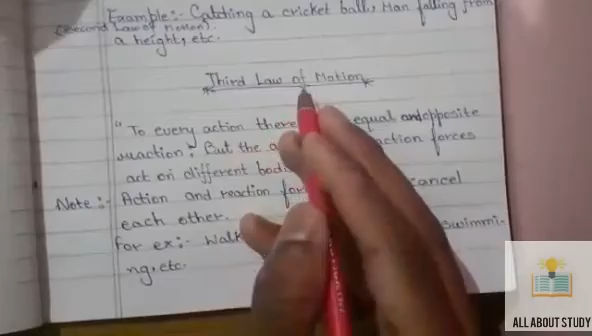 Example:- Catching a cricket ball, Man falling from
(Second Law of Motion)
a height, etc.
Third Law of Motion
"To every action there equal and opposite
reaction". But the action forces
act on different
Note:- Action and reaction cancel
each other.
For ex:- Walk swimmi-
ng, etc.
ALL ABOUT STUDY